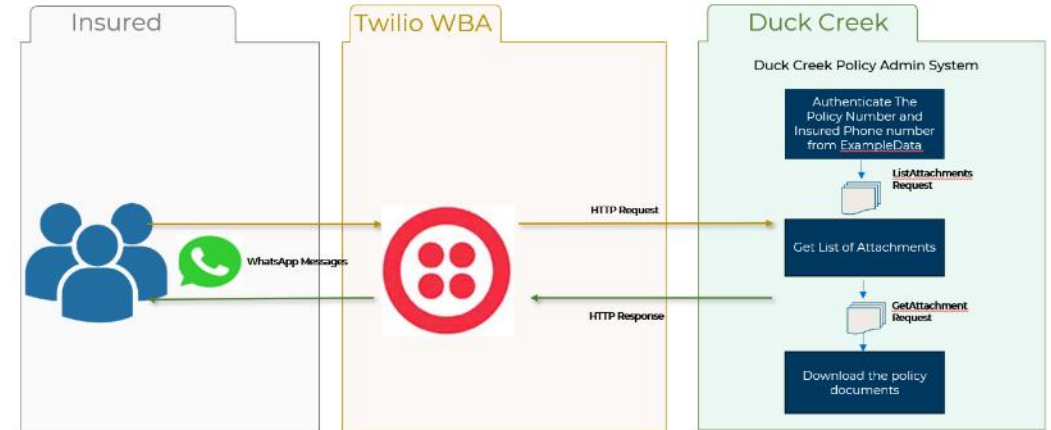 Insured
Twilio WBA
Duck Creek
Duck Creek Policy Admin System
Authenticate The
Policy Number and
Insured Phone number
from ExampleData
ListAttachments
Request
HTTP Request
Get List of Attachments
WhatsApp Messages
GetAttachment
Request
HTTP Response
Download the policy
documents